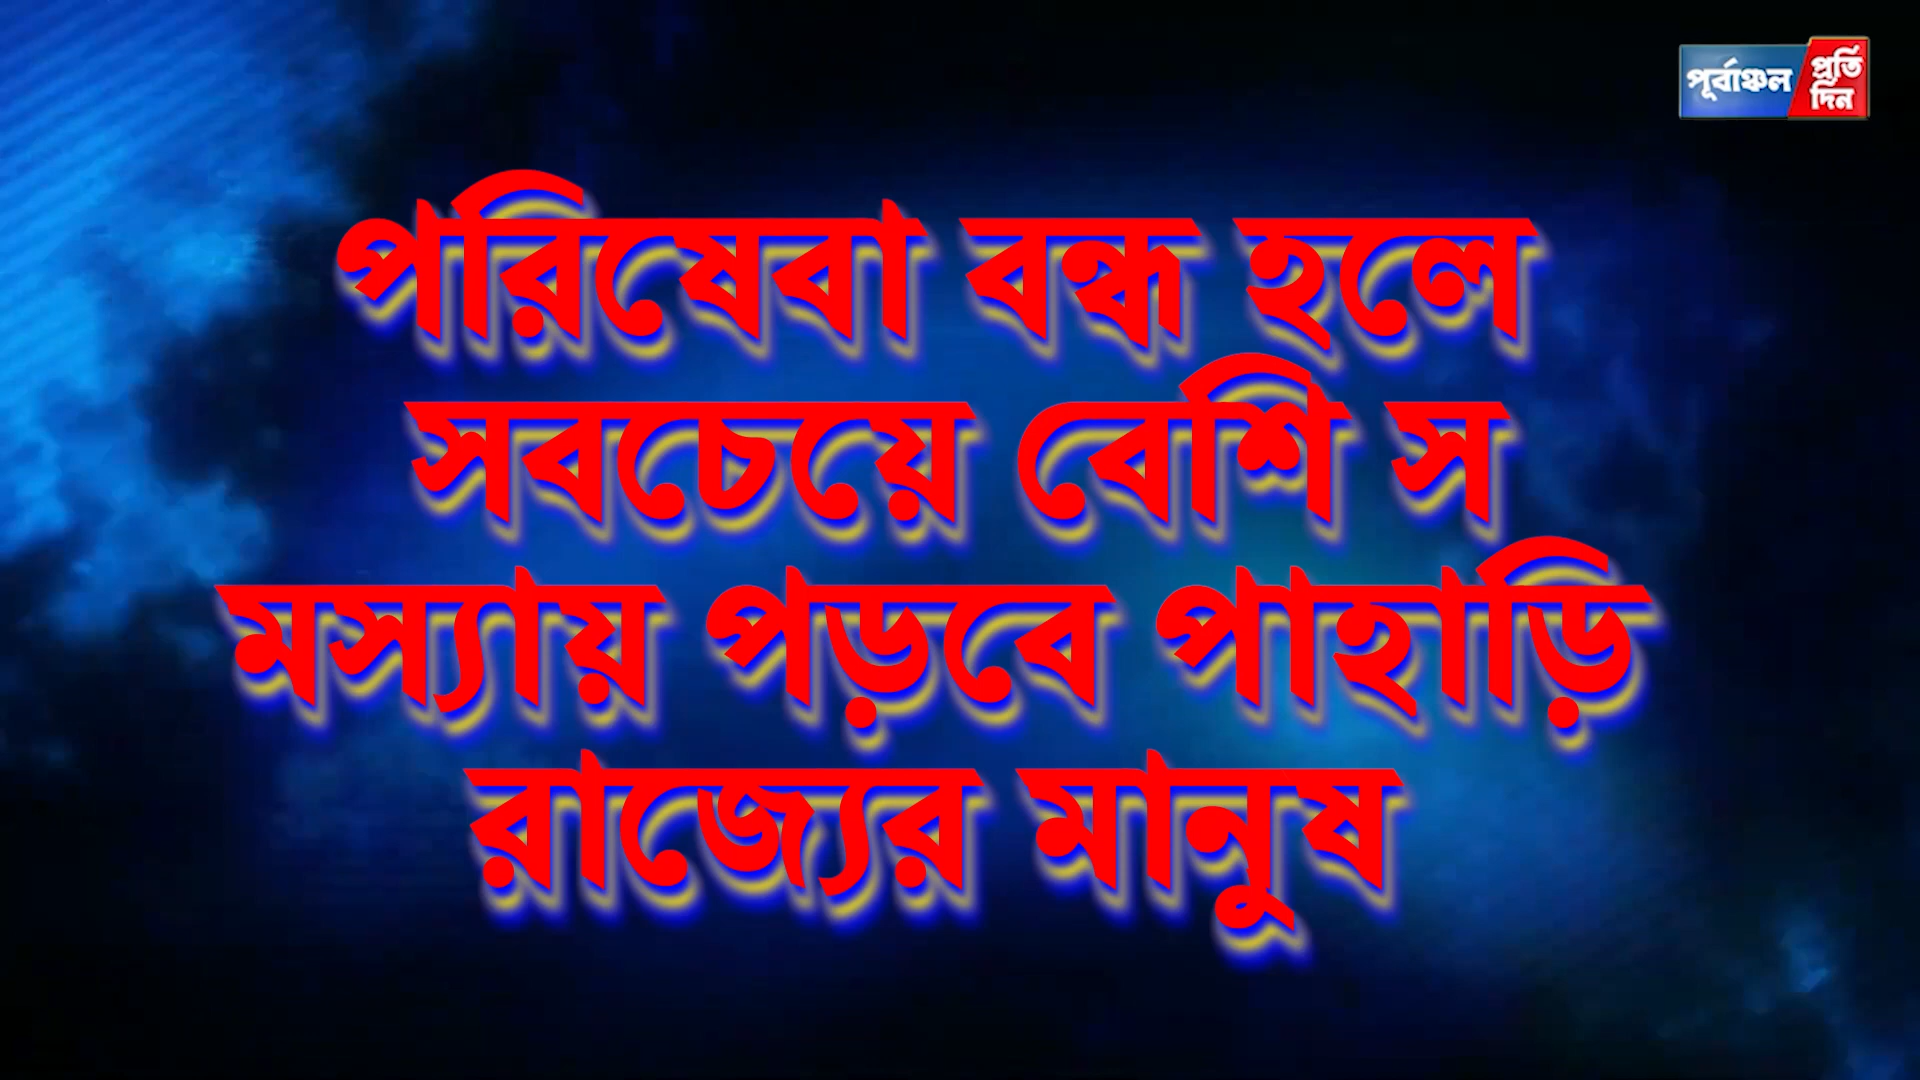 পূর্বাঞ্চল প্রতি দিন
পরিষেবা বন্ধ হলে
সবচেয়ে বেশি স
মস্যায় পড়বে পাহাড়ি
রাজ্যের মানুষ